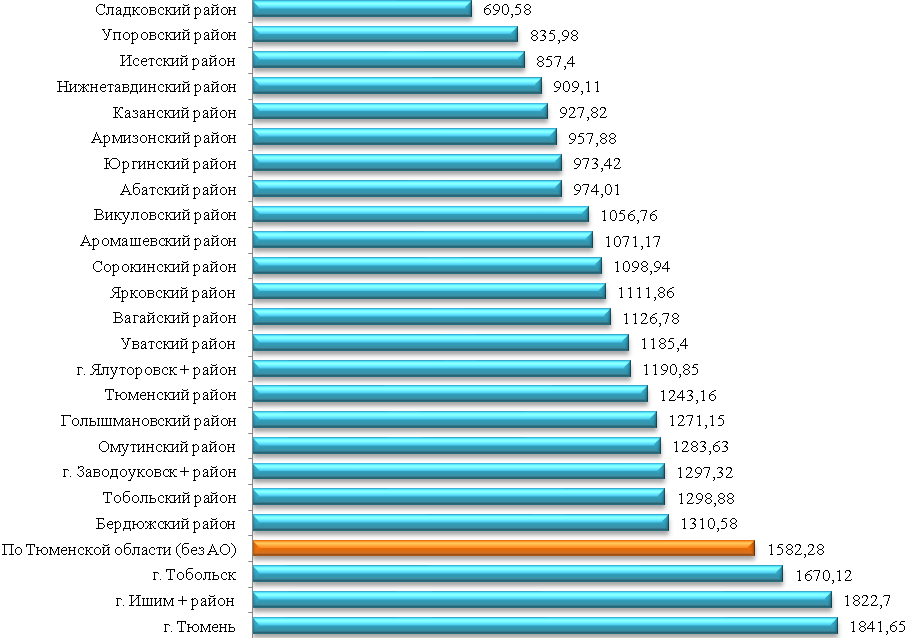 Сладковский район 690,58
Упоровский район 835,98
Исетский район 857,4
Нижнетавдинский район 909,11
Казанский район 927,82
Армизонский район 957,88
Юргинский район 973,42
Абатский район 974,01
Викуловский район 1056,76
Аромашевский район 1071,17
Сорокинский район 1098,94
Ярковский район 1111,86
Вагайский район 1126,78
Уватский район 1185,4
г. Ялуторовск + район 1190,85
Тюменский район 1243,16
Голышмановский район 1271,15
Омутинский район 1283,63
г. Заводоуковск + район 1297,32
Тобольский район 1298,88
Бердюжский район 1310,58
По Тюменской области (без АО) 1582,28
г. Тобольск 1670,12
г. Ишим + район 1822,7
г. Тюмень 1841,65